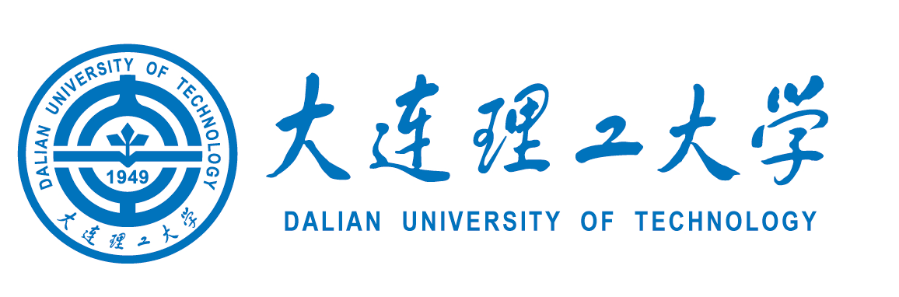 DALIAN UNIVERSITY OF TECHNOLOGY
1949
大连理工大学
大连理工大学
DALIAN UNIVERSITY OF TECHNOLOGY